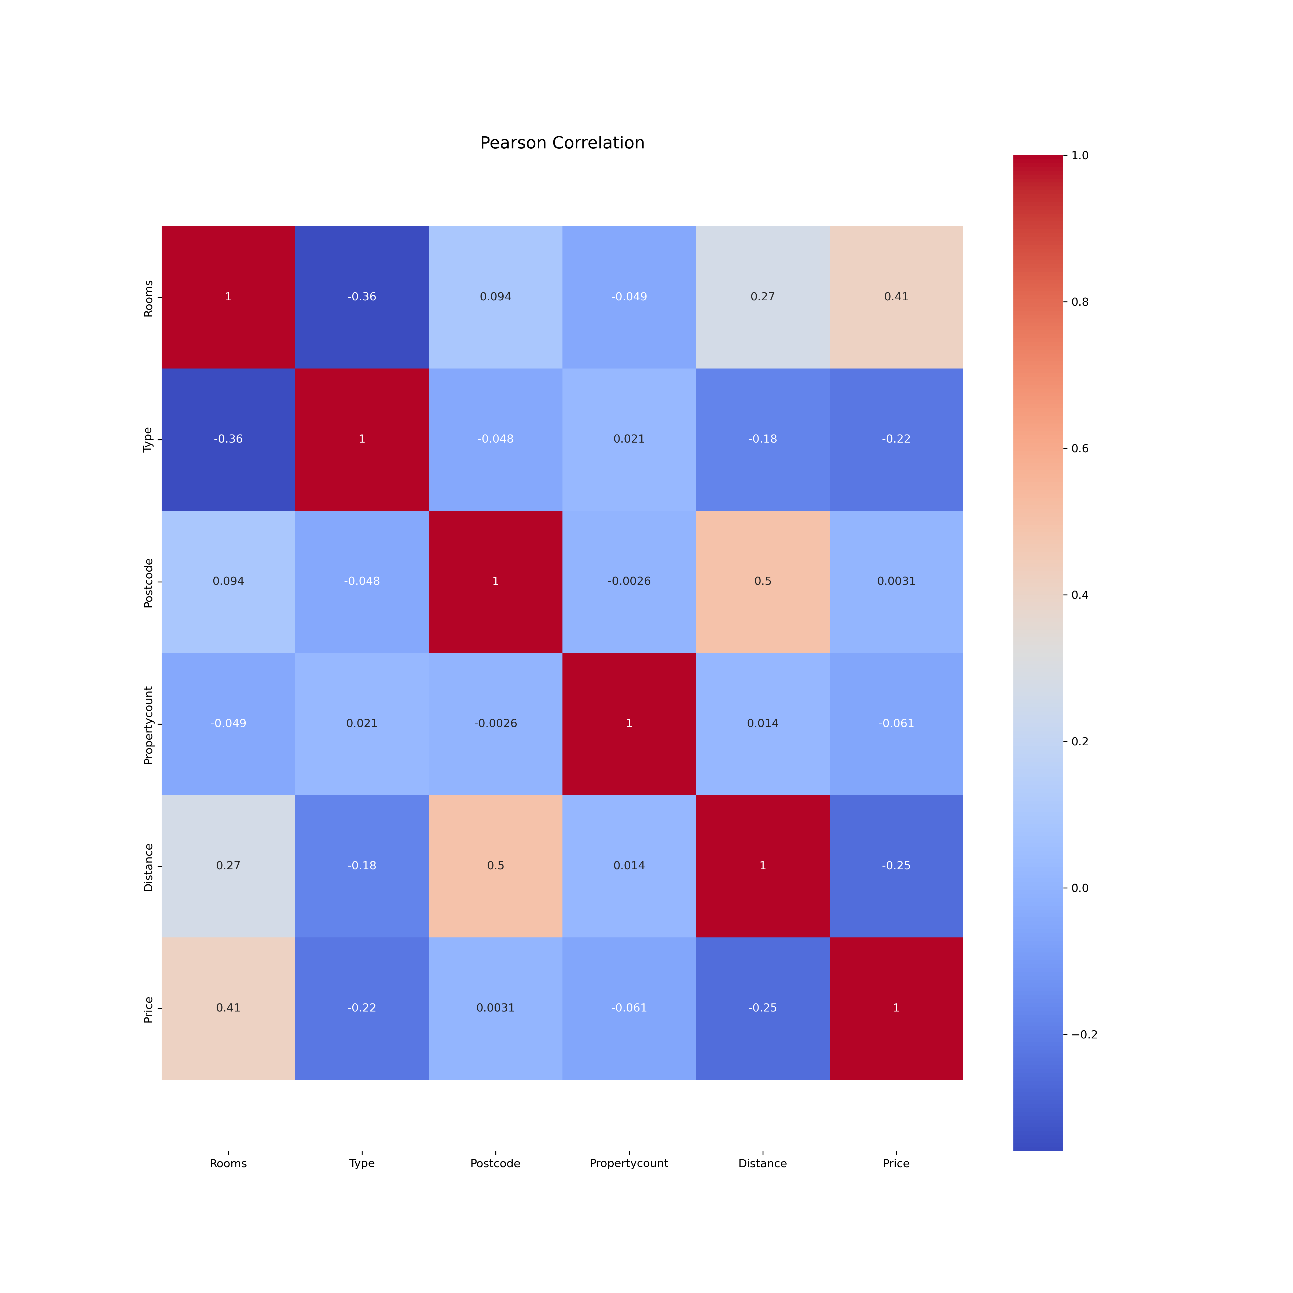 Pearson Correlation
1.0
Rooms 1 -0.36 0.094 -0.049 0.27 0.41
0.8
Type -0.36 1 -0.048 0.021 -0.18 -0.22
0.6
Postcode 0.094 -0.048 1 -0.0026 0.5 0.0031
0.4
Propertycount -0.049 0.021 -0.0026 1 0.014 -0.061
0.2
Distance 0.27 -0.18 0.5 0.014 1 -0.25
0.0
Price 0.41 -0.22 0.0031 -0.061 -0.25 1
−0.2
Rooms Type Postcode Propertycount Distance Price